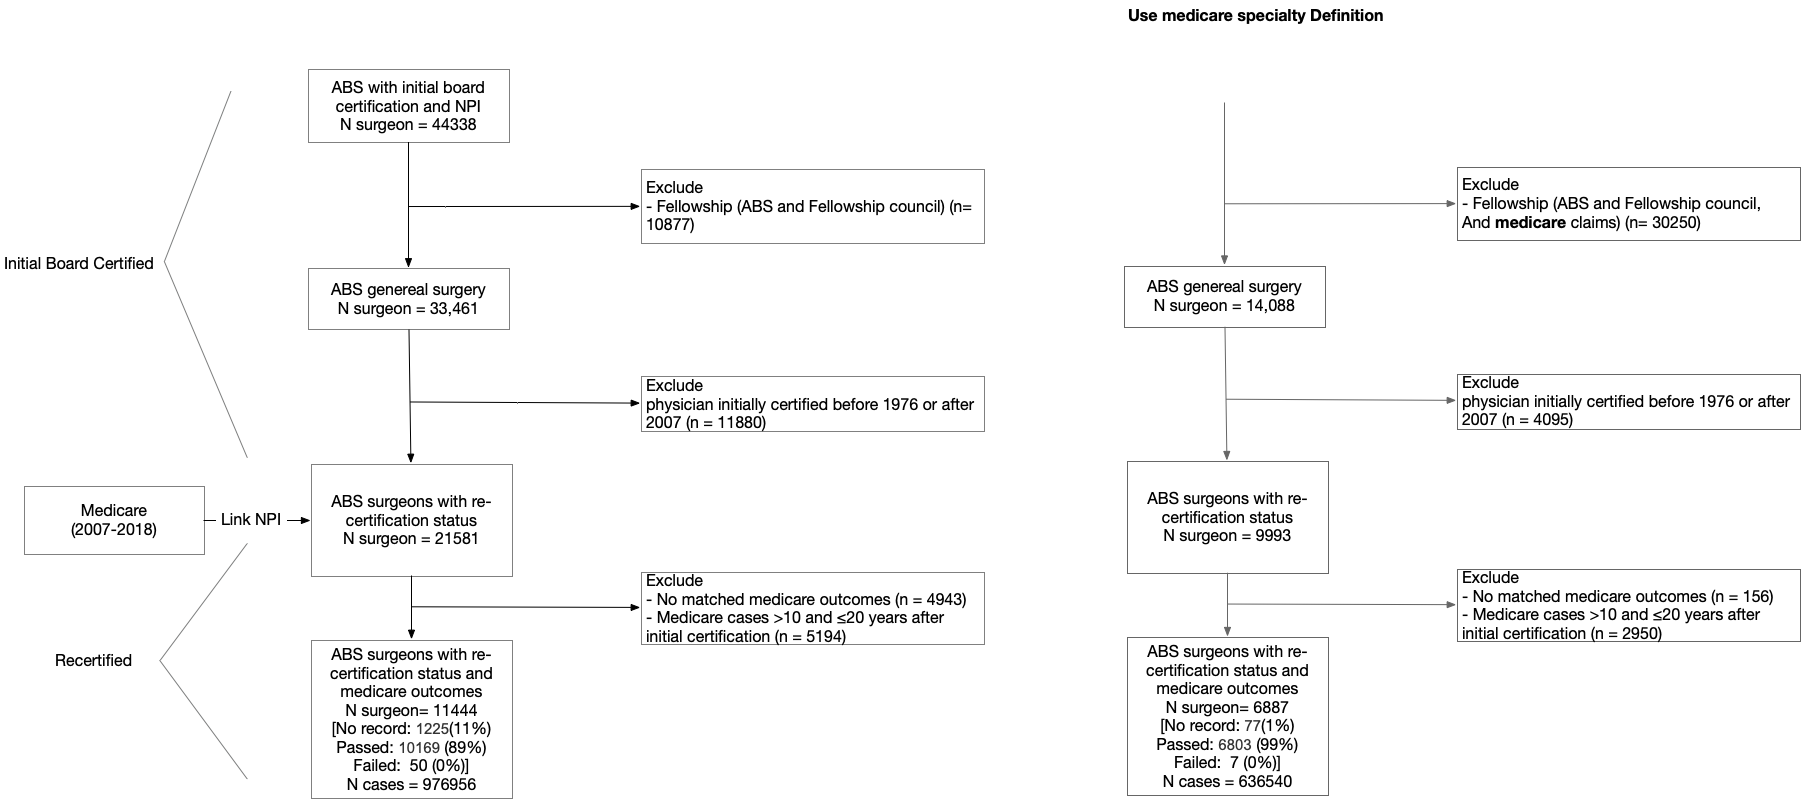 Use medicare specialty Definition
ABS with initial board
certification and NPI
N surgeon = 44338
Exclude
- Fellowship (ABS and Fellowship council) (n=
10877)
Initial Board Certified
ABS genereal surgery
N surgeon = 33,461
Exclude
physician initially certified before 1976 or after
2007 (n = 11880)
Medicare
(2007-2018)
Link NPI
ABS surgeons with re-
certification status
N surgeon = 21581
Exclude
- No matched medicare outcomes (n = 4943)
- Medicare cases >10 and ≤20 years after
initial certification (n = 5194)
Recertified
ABS surgeons with re-
certification status and
medicare outcomes
N surgeon= 11444
[No record: 1225(11%)
Passed: 10169 (89%)
Failed:  50 (0%)]
N cases = 976956
Exclude
- Fellowship (ABS and Fellowship council,
And medicare claims) (n= 30250)
ABS genereal surgery
N surgeon = 14,088
Exclude
physician initially certified before 1976 or after
2007 (n = 4095)
ABS surgeons with re-
certification status
N surgeon = 9993
Exclude
- No matched medicare outcomes (n = 156)
- Medicare cases >10 and ≤20 years after
initial certification (n = 2950)
ABS surgeons with re-
certification status and
medicare outcomes
N surgeon= 6887
[No record: 77(1%)
Passed: 6803 (99%)
Failed:  7 (0%)]
N cases = 636540